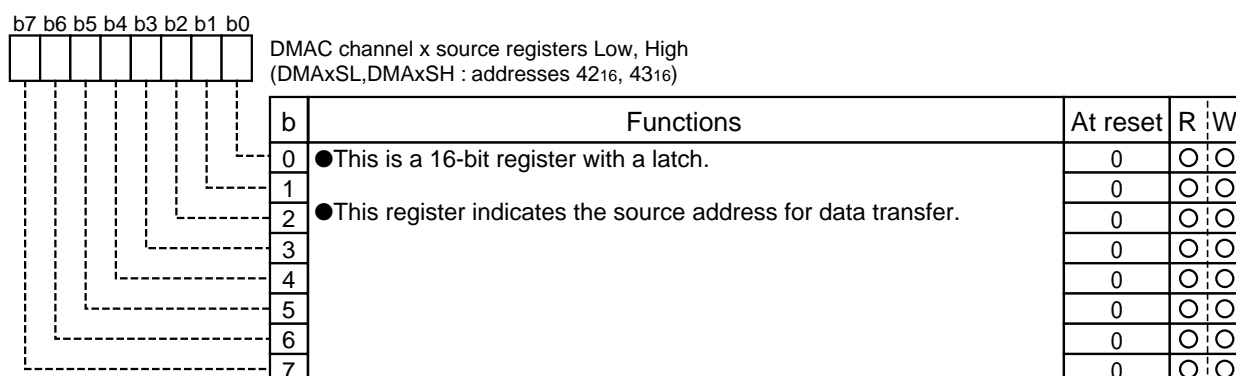 b7 b6 b5 b4 b3 b2 b1 b0
DMAC channel x source registers Low, High
(DMAxSL,DMAxSH : addresses 4216, 4316)
b Functions At reset R W
0 ●This is a 16-bit register with a latch. 0 ○ ○
1 0 ○ ○
2 ●This register indicates the source address for data transfer. 0 ○ ○
3 0 ○ ○
4 0 ○ ○
5 0 ○ ○
6 0 ○ ○
7 0 ○ ○